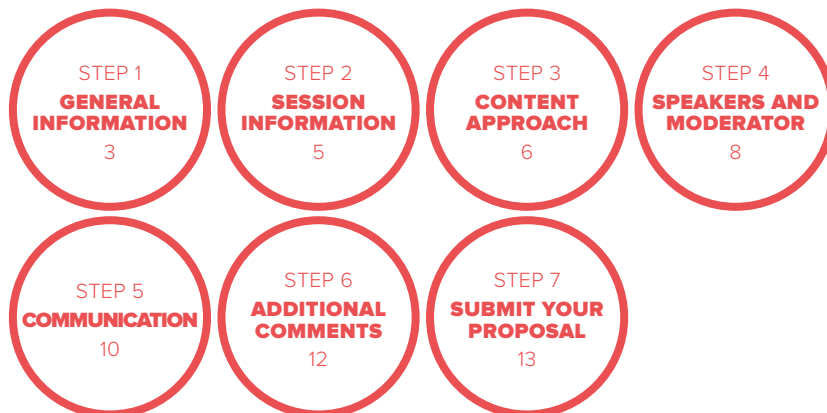 STEP 1
GENERAL
INFORMATION
3
STEP 2
SESSION
INFORMATION
5
STEP 3
CONTENT
APPROACH
6
STEP 4
SPEAKERS AND
MODERATOR
8
STEP 5
COMMUNICATION
10
STEP 6
ADDITIONAL
COMMENTS
12
STEP 7
SUBMIT YOUR
PROPOSAL
13